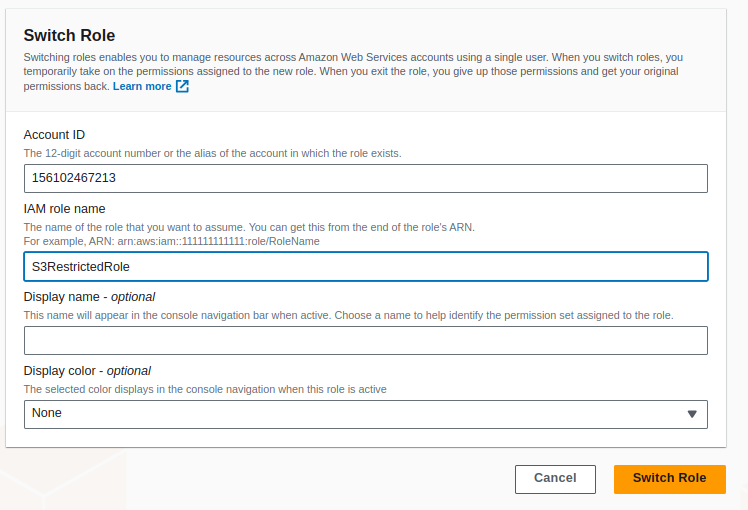 Switch Role
Switching roles enables you to manage resources across Amazon Web Services accounts using a single user. When you switch roles, you
temporarily take on the permissions assigned to the new role. When you exit the role, you give up those permissions and get your original
permissions back. Learn more
Account ID
The 12-digit account number or the alias of the account in which the role exists.
156102467213
IAM role name
The name of the role that you want to assume. You can get this from the end of the role's ARN.
For example, ARN: arn:aws:iam::111111111111:role/RoleName
S3RestrictedRole
Display name - optional
This name will appear in the console navigation bar when active. Choose a name to help identify the permission set assigned to the role.
Display color - optional
The selected color displays in the console navigation when this role is active
None
Cancel Switch Role